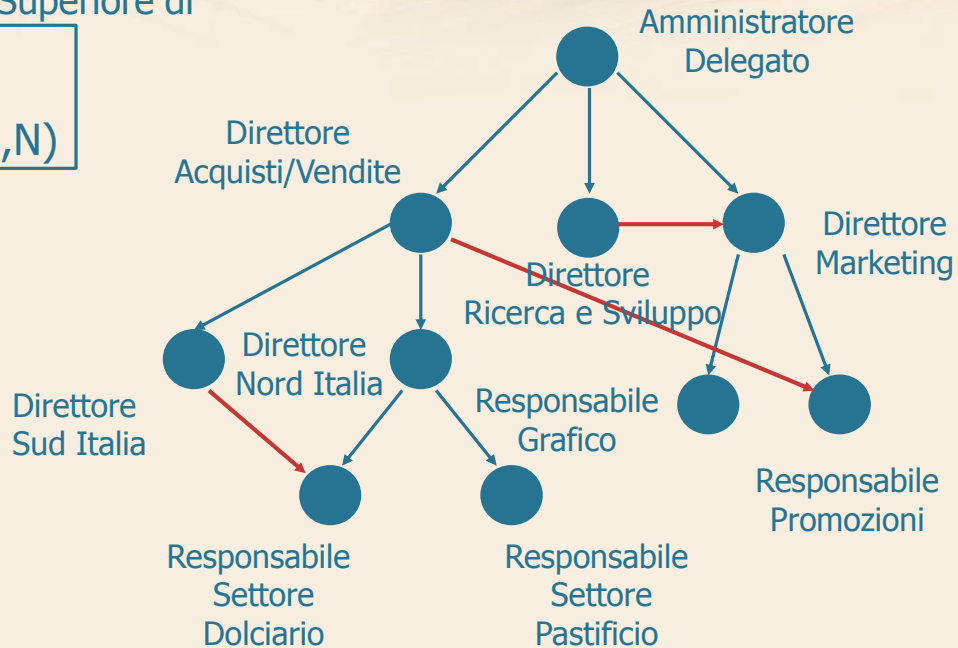 Superiore di
,N)
Amministratore
Delegato
Direttore
Acquisti/Vendite
Direttore
Marketing
Direttore
Ricerca e Sviluppo
Direttore
Nord Italia
Direttore
Sud Italia
Responsabile
Grafico
Responsabile
Promozioni
Responsabile
Settore
Dolciario
Responsabile
Settore
Pastificio